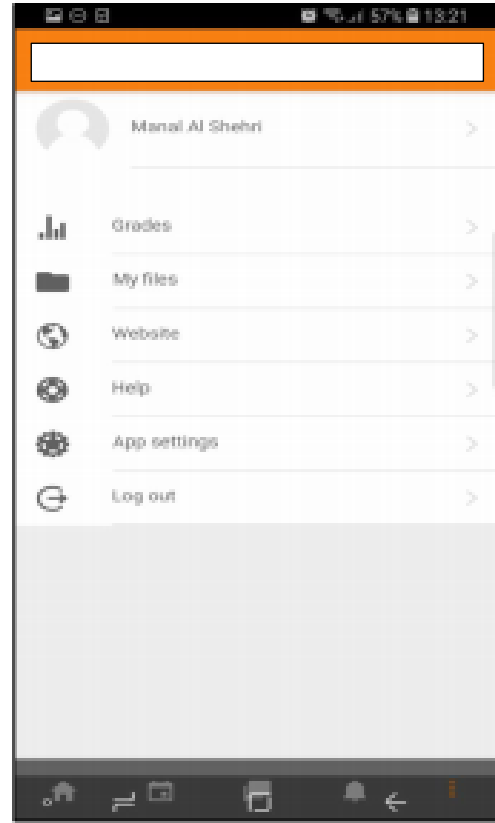 57% 13:21
Manal Al Shehri
Grades
My files
Website
Help
App settings
Log out